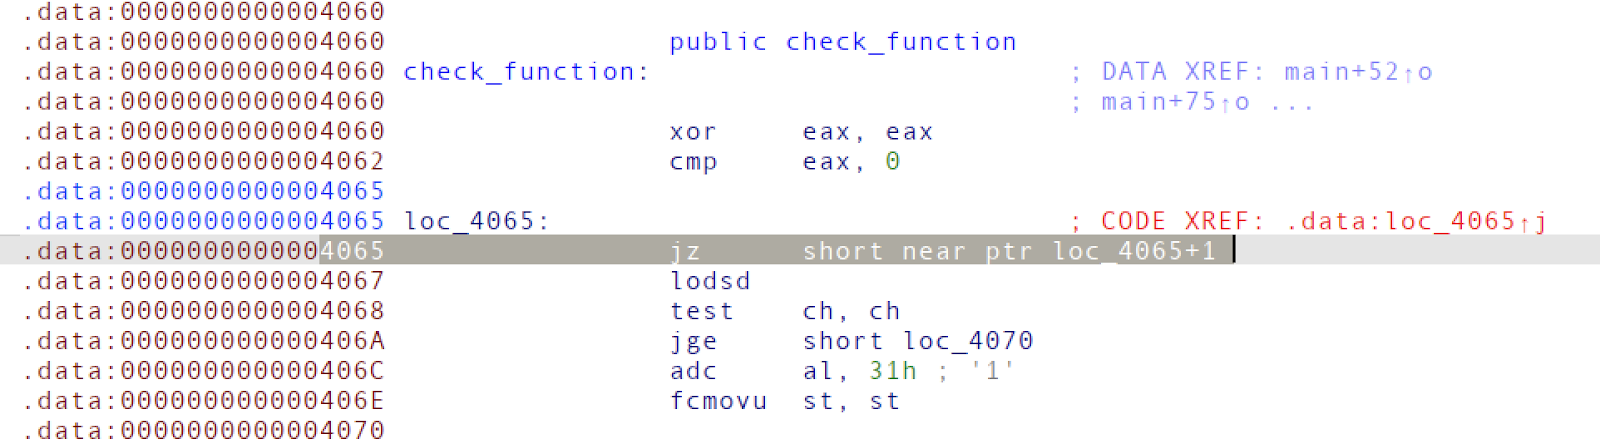 .data:0000000000004060
.data:0000000000004060 public check_function
.data:0000000000004060 check_function: ; DATA XREF: main+52↑o
.data:0000000000004060 ; main+75↑o ...
.data:0000000000004060 xor eax, eax
.data:0000000000004062 cmp eax, 0
.data:0000000000004065
.data:0000000000004065 loc_4065: ; CODE XREF: .data:loc_4065↑j
.data:0000000000004065 jz short near ptr loc_4065+1
.data:0000000000004067 lodsd
.data:0000000000004068 test ch, ch
.data:000000000000406A jge short loc_4070
.data:000000000000406C adc al, 31h ; '1'
.data:000000000000406E fcmovu st, st
.data:0000000000004070